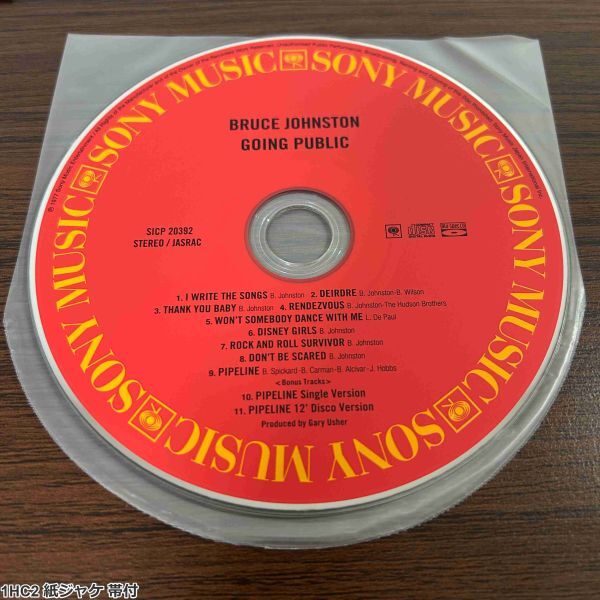 SONY MUSIC SONY MUSIC SONY MUSIC SONY MUSIC SONY MUSIC
℗ 1977 Sony Music Entertainment
BRUCE JOHNSTON
GOING PUBLIC
SICP 20392
STEREO / JASRAC
1. I WRITE THE SONGS B. Johnston 2. DEIRDRE B. Johnston-B. Wilson
3. THANK YOU BABY B. Johnston 4. RENDEZVOUS B. Johnston-The Hudson Brothers
5. WON'T SOMEBODY DANCE WITH ME L. De Paul
6. DISNEY GIRLS B. Johnston
7. ROCK AND ROLL SURVIVOR B. Johnston
8. DON'T BE SCARED B. Johnston
9. PIPELINE B. Spickard-B. Carman-B. Alcivar-J. Hobbs
<Bonus Tracks>
10. PIPELINE Single Version
11. PIPELINE 12' Disco Version
Produced by Gary Usher
1HC2 紙ジャケ 帯付